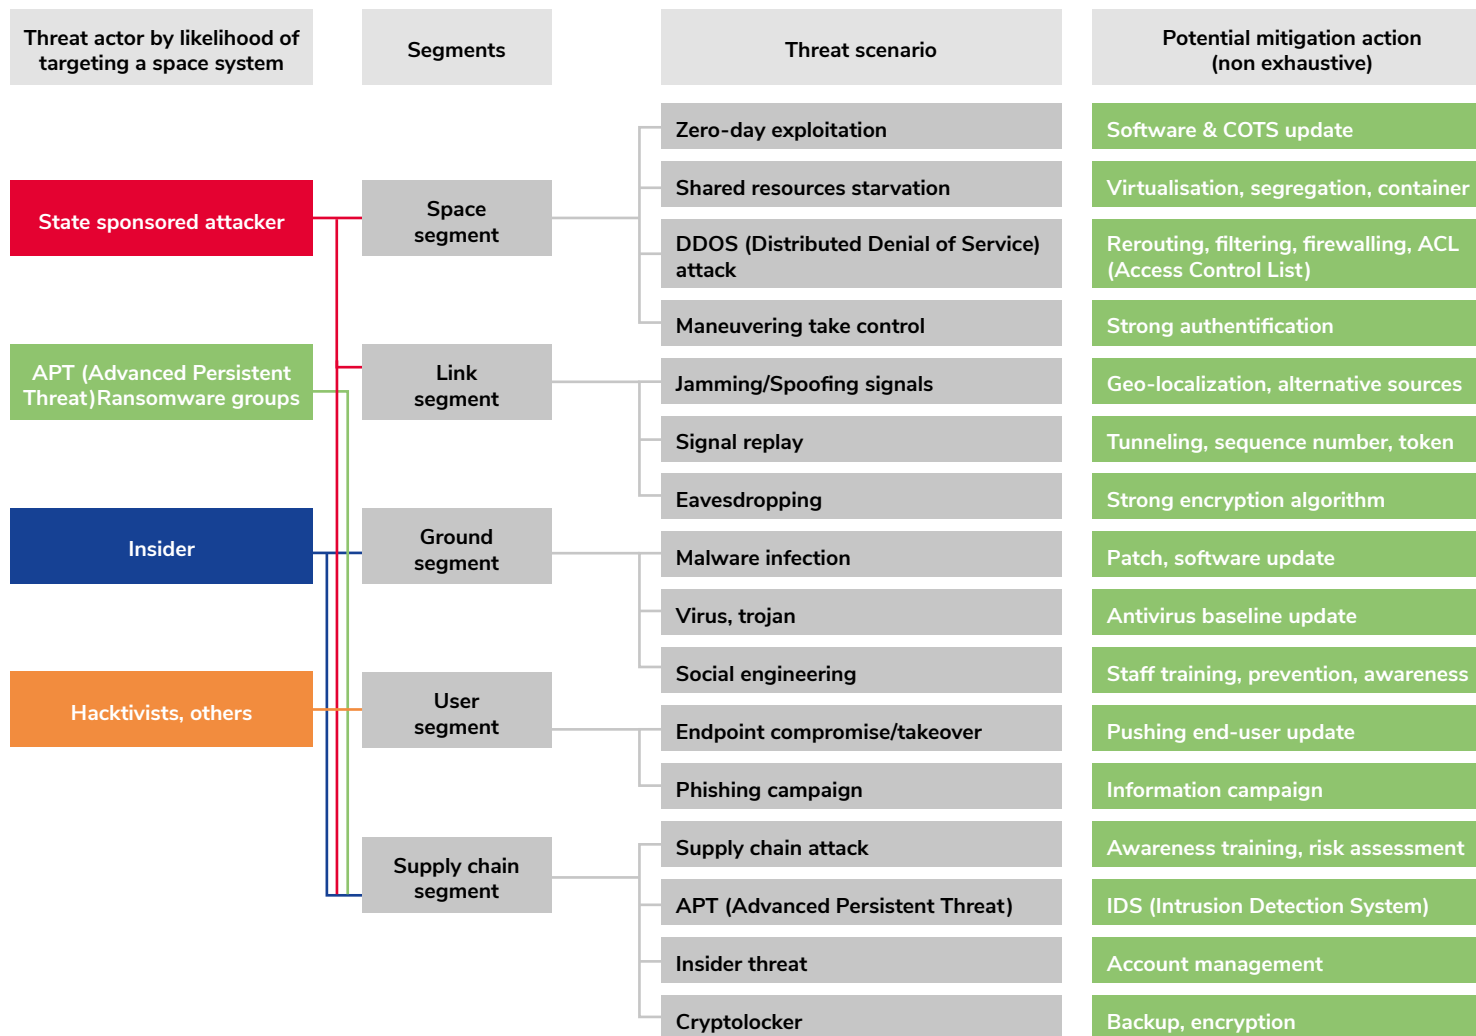 Threat actor by likelihood of
targeting a space system
Segments
Threat scenario
Potential mitigation action
(non exhaustive)
State sponsored attacker
APT (Advanced Persistent
Threat)Ransomware groups
Insider
Hacktivists, others
Space
segment
Link
segment
Ground
segment
User
segment
Supply chain
segment
Zero-day exploitation
Software & COTS update
Shared resources starvation
Virtualisation, segregation, container
DDOS (Distributed Denial of Service)
attack
Rerouting, filtering, firewalling, ACL
(Access Control List)
Maneuvering take control
Strong authentification
Jamming/Spoofing signals
Geo-localization, alternative sources
Signal replay
Tunneling, sequence number, token
Eavesdropping
Strong encryption algorithm
Malware infection
Patch, software update
Virus, trojan
Antivirus baseline update
Social engineering
Staff training, prevention, awareness
Endpoint compromise/takeover
Pushing end-user update
Phishing campaign
Information campaign
Supply chain attack
Awareness training, risk assessment
APT (Advanced Persistent Threat)
IDS (Intrusion Detection System)
Insider threat
Account management
Cryptolocker
Backup, encryption